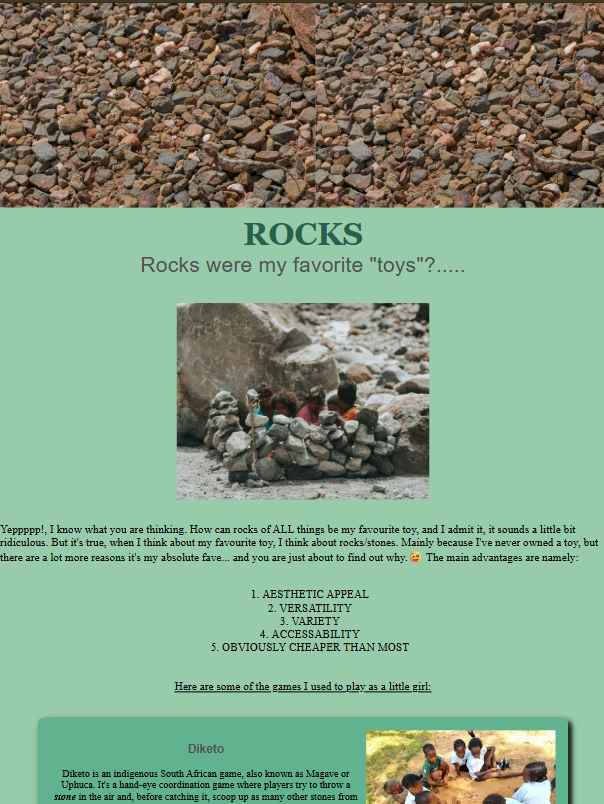 ROCKS
Rocks were my favorite "toys"?.....
Yeppppp!, I know what you are thinking. How can rocks of ALL things be my favourite toy, and I admit it, it sounds a little bit
ridiculous. But it's true, when I think about my favourite toy, I think about rocks/stones. Mainly because I've never owned a toy, but
there are a lot more reasons it's my absolute fave... and you are just about to find out why.😅 The main advantages are namely:
1. AESTHETIC APPEAL
2. VERSATILITY
3. VARIETY
4. ACCESSABILITY
5. OBVIOUSLY CHEAPER THAN MOST
Here are some of the games I used to play as a little girl:
Diketo
Diketo is an indigenous South African game, also known as Magave or
Uphuca. It's a hand-eye coordination game where players try to throw a
stone in the air and, before catching it, scoop up as many other stones from